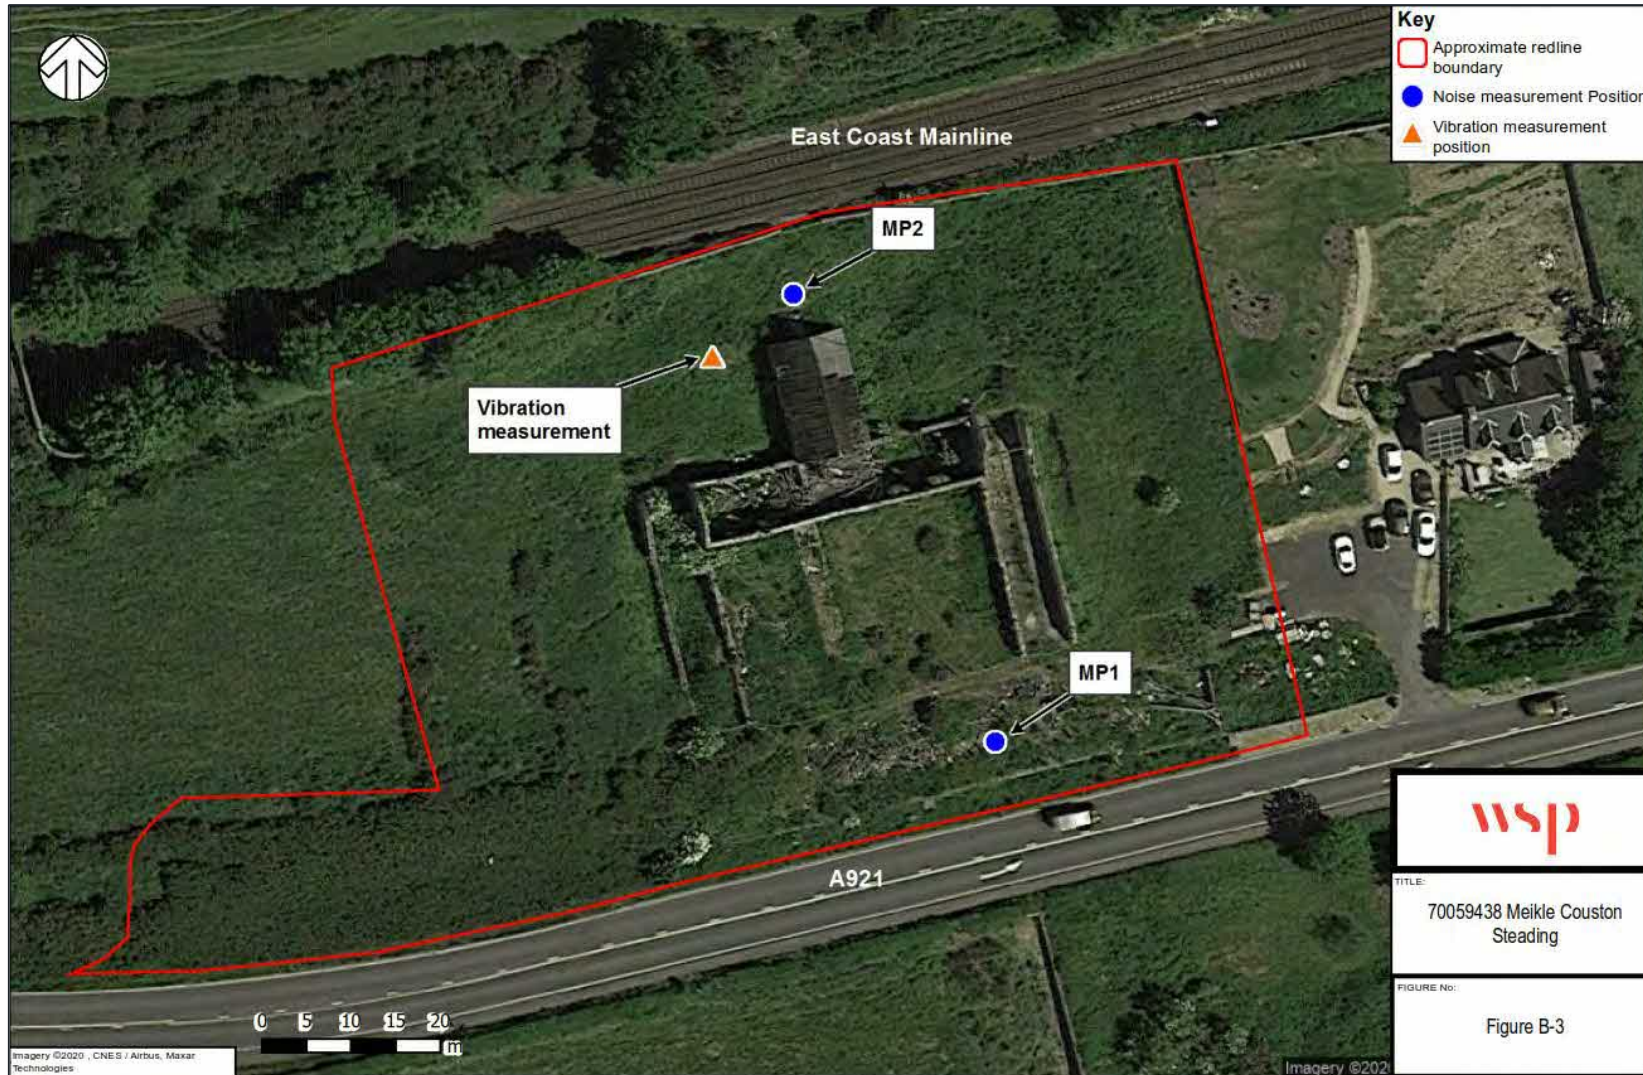 Key
Approximate redline
boundary
Noise measurement Position
Vibration measurement
position
East Coast Mainline
MP2
Vibration
measurement
MP1
A921
wsp
TITLE:
70059438 Meikle Couston
Steading
FIGURE No:
Figure B-3
0 5 10 15 20
m
Imagery ©2020 , CNES / Airbus, Maxar
Technologies
Imagery ©202